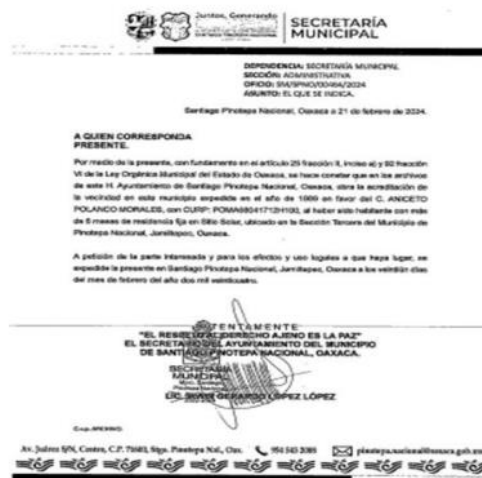 Juntos, Generando
SECRETARÍA
MUNICIPAL
DEPENDENCIA: SECRETARÍA MUNICIPAL
SECCIÓN: ADMINISTRATIVA
OFICIO: SM/SPNO/00464/2024
ASUNTO: EL QUE SE INDICA.
Santiago Pinotepa Nacional, Oaxaca a 21 de febrero de 2024.
A QUIEN CORRESPONDA
PRESENTE.
Por medio de la presente, con fundamento en el artículo 25 fracción II, inciso a) y 92 fracción
VI de la Ley Orgánica Municipal del Estado de Oaxaca, se hace constar que en los archivos
de este H. Ayuntamiento de Santiago Pinotepa Nacional, Oaxaca, obra la acreditación de
la vecindad en este municipio expedida en el año de 1999 en favor del C. ANICETO
POLANCO MORALES, con CURP: al haber sido habitante con más
de 6 meses de residencia fija en Sitio Solar, ubicado en la Sección Tercera del Municipio de
Pinotepa Nacional, Jamiltepec, Oaxaca.
A petición de la parte interesada y para los efectos y uso legales a que haya lugar, se
expidide la presente en Santiago Pinotepa Nacional, Jamiltepec, Oaxaca a los veintiún días
del mes de febrero del año dos mil veinticuatro.
ATENTAMENTE
"EL RESPETO AL DERECHO AJENO ES LA PAZ"
EL SECRETARIO DEL AYUNTAMIENTO DEL MUNICIPIO
DE SANTIAGO PINOTEPA NACIONAL, OAXACA.
SECRETARÍA
MUNICIPAL
LIC. GERARDO LÓPEZ LÓPEZ
Av. Juárez S/N, Centro, C.P. 71603, Stgo. Pinotepa Nal., Oax.
954 543 2085